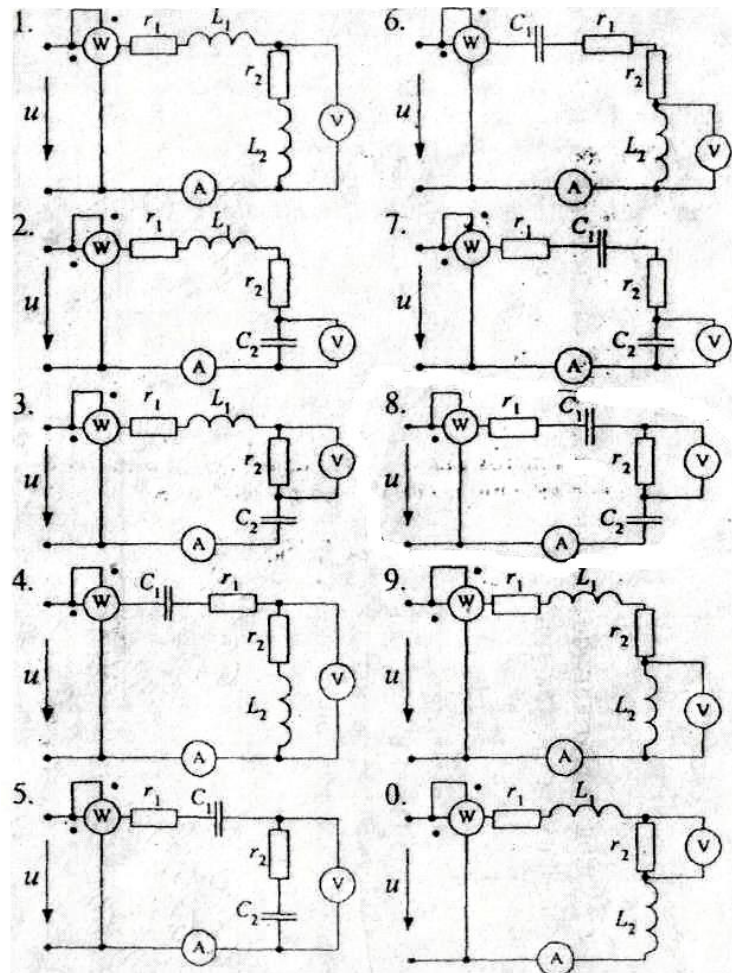 1. W r₁ L₁
r₂
u V
L₂
A
2. W r₁ L₁
r₂
u
C₂ V
A
3. W r₁ L₁
r₂ V
u
C₂
A
4. W C₁ r₁
r₂
u V
L₂
A
5. W r₁ C₁
r₂
u V
C₂
A
6. W C₁ r₁
r₂
u
L₂ V
A
7. W r₁ C₁
r₂
u
C₂ V
A
8. W r₁ C₁
r₂ V
u
C₂
A
9. W r₁ L₁
r₂
u
L₂ V
A
0. W r₁ L₁
r₂ V
u
L₂
A